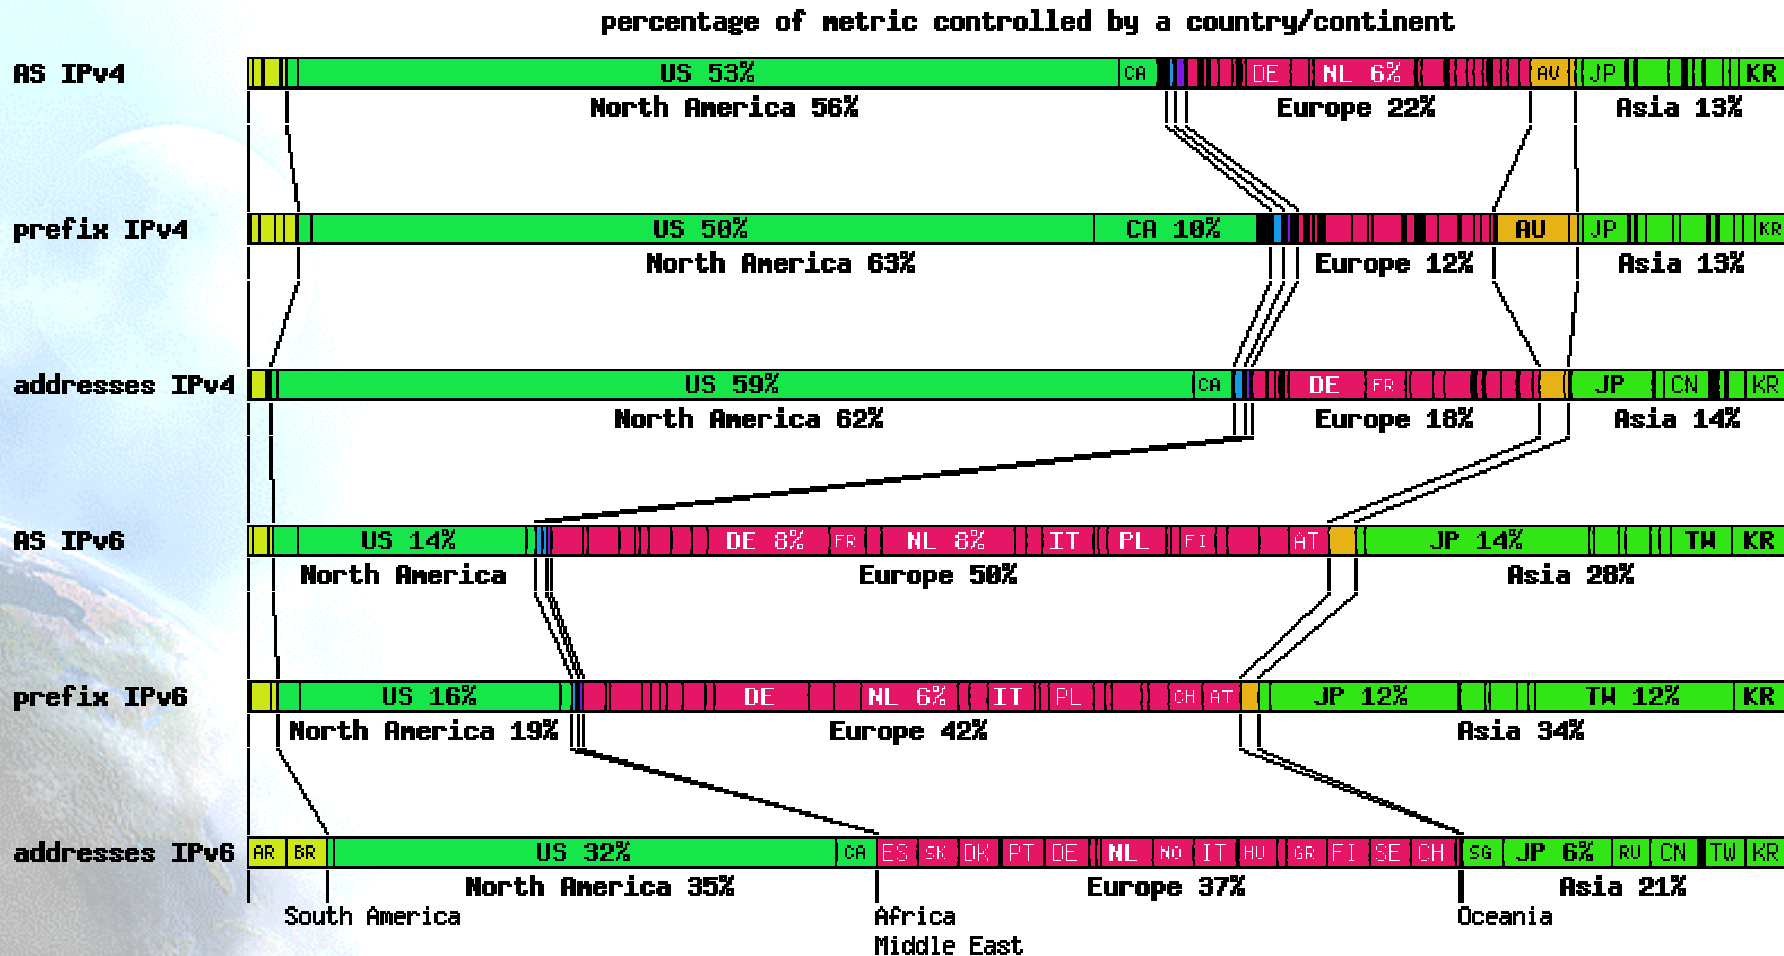 percentage of metric controlled by a country/continent
AS IPv4 US 53% CA DE NL 6% AU JP KR
North America 56% Europe 22% Asia 13%
prefix IPv4 US 50% CA 10% AU JP KR
North America 63% Europe 12% Asia 13%
addresses IPv4 US 59% CA DE FR JP CN KR
North America 62% Europe 18% Asia 14%
AS IPv6 US 14% DE 8% FR NL 8% IT PL FI AT JP 14% TW KR
North America Europe 50% Asia 28%
prefix IPv6 US 16% DE NL 6% IT PL CH AT JP 12% TW 12% KR
North America 19% Europe 42% Asia 34%
addresses IPv6 AR BR US 32% CA ES SK DK PT DE NL NO IT HU GR FI SE CH SG JP 6% RU CN TW KR
North America 35% Europe 37% Asia 21%
South America Africa Oceania
Middle East